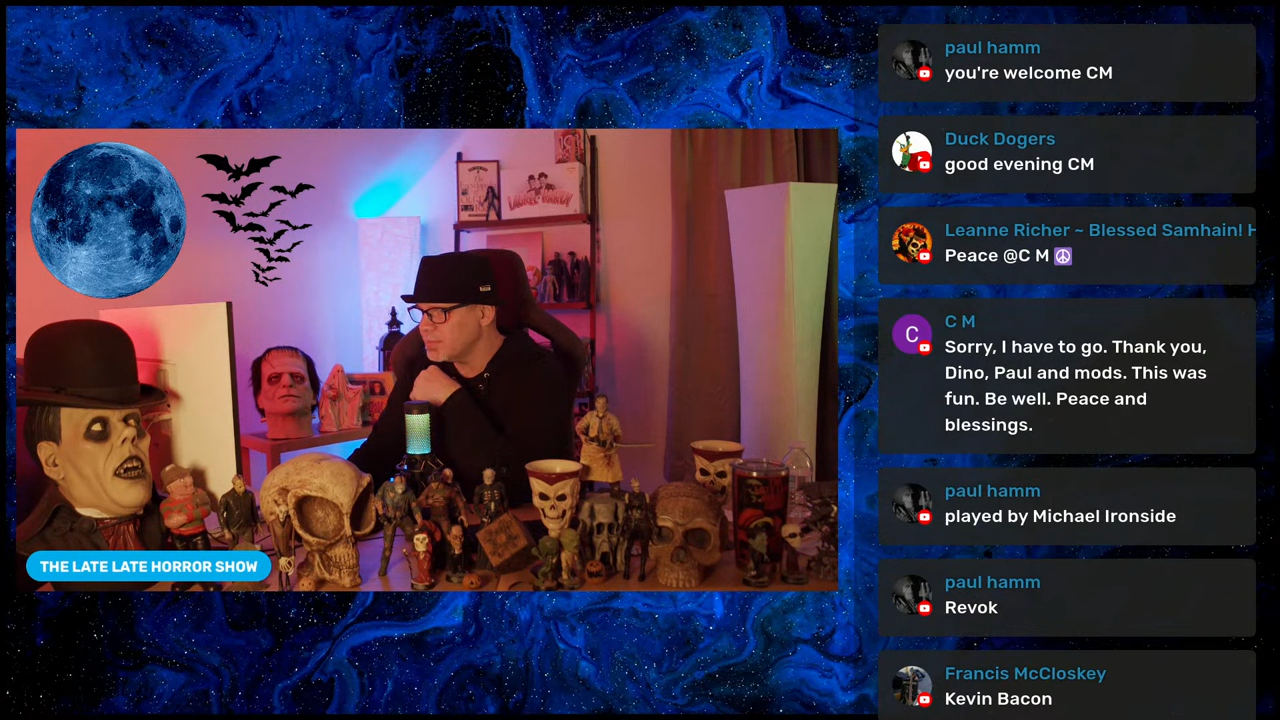 paul hamm
you're welcome CM
Duck Dogers
good evening CM
Leanne Richer ~ Blessed Samhain! H
Peace @C M
C
C M
Sorry, I have to go. Thank you,
Dino, Paul and mods. This was
fun. Be well. Peace and
blessings.
paul hamm
played by Michael Ironside
paul hamm
Revok
Francis McCloskey
Kevin Bacon
LAUREL HARDY
THE LATE LATE HORROR SHOW